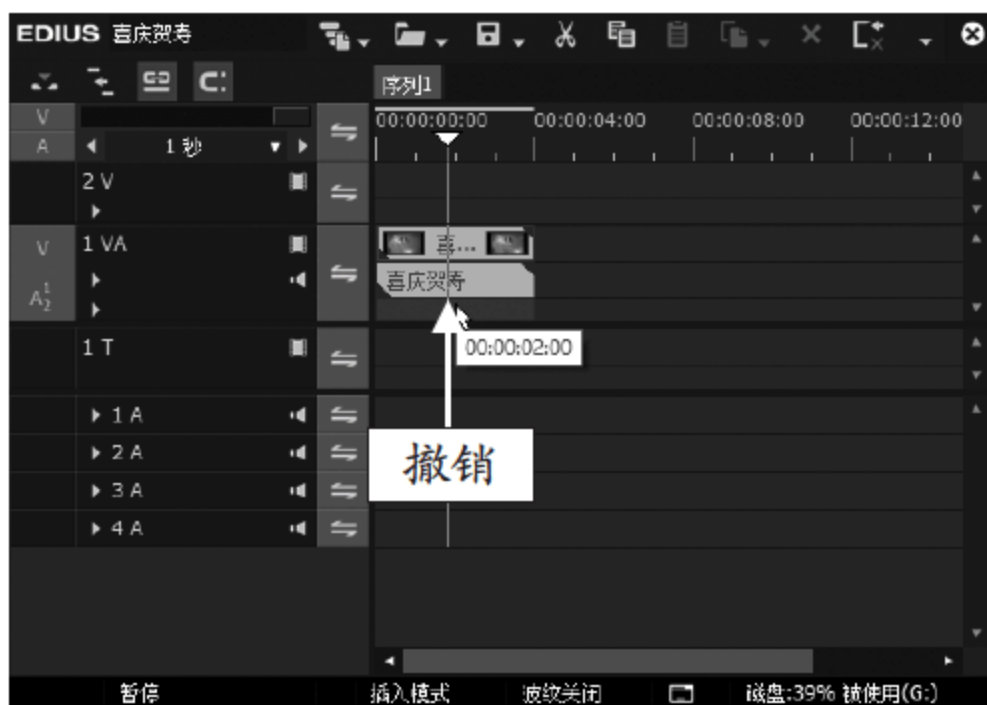 EDIUS 喜庆贺寿
序列1
V
A
1 秒
00:00:00:00 00:00:04:00 00:00:08:00 00:00:12:00
2 V
V
1 VA
喜...
A 1 2
喜庆贺寿
00:00:02:00
1 T
1 A
撤销
2 A
3 A
4 A
暂停 插入模式 波纹关闭 磁盘:39% 被使用(G:)